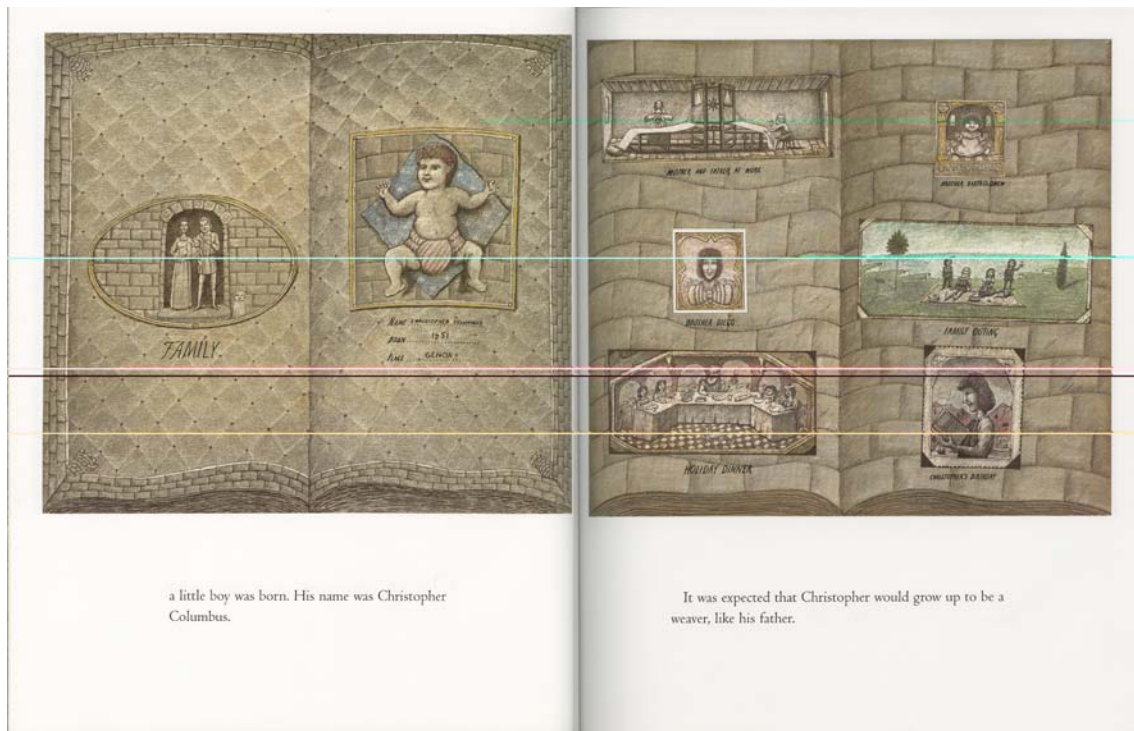 FAMILY.
NAME CHRISTOPHER COLUMBUS
BORN 1451
PLACE GENOA
a little boy was born. His name was Christopher
Columbus.
MOTHER AND FATHER AT WORK
BROTHER BARTHOLOMEW
BROTHER DIEGO
FAMILY OUTING
HOLIDAY DINNER
CHRISTOPHER'S BIRTHDAY
It was expected that Christopher would grow up to be a
weaver, like his father.